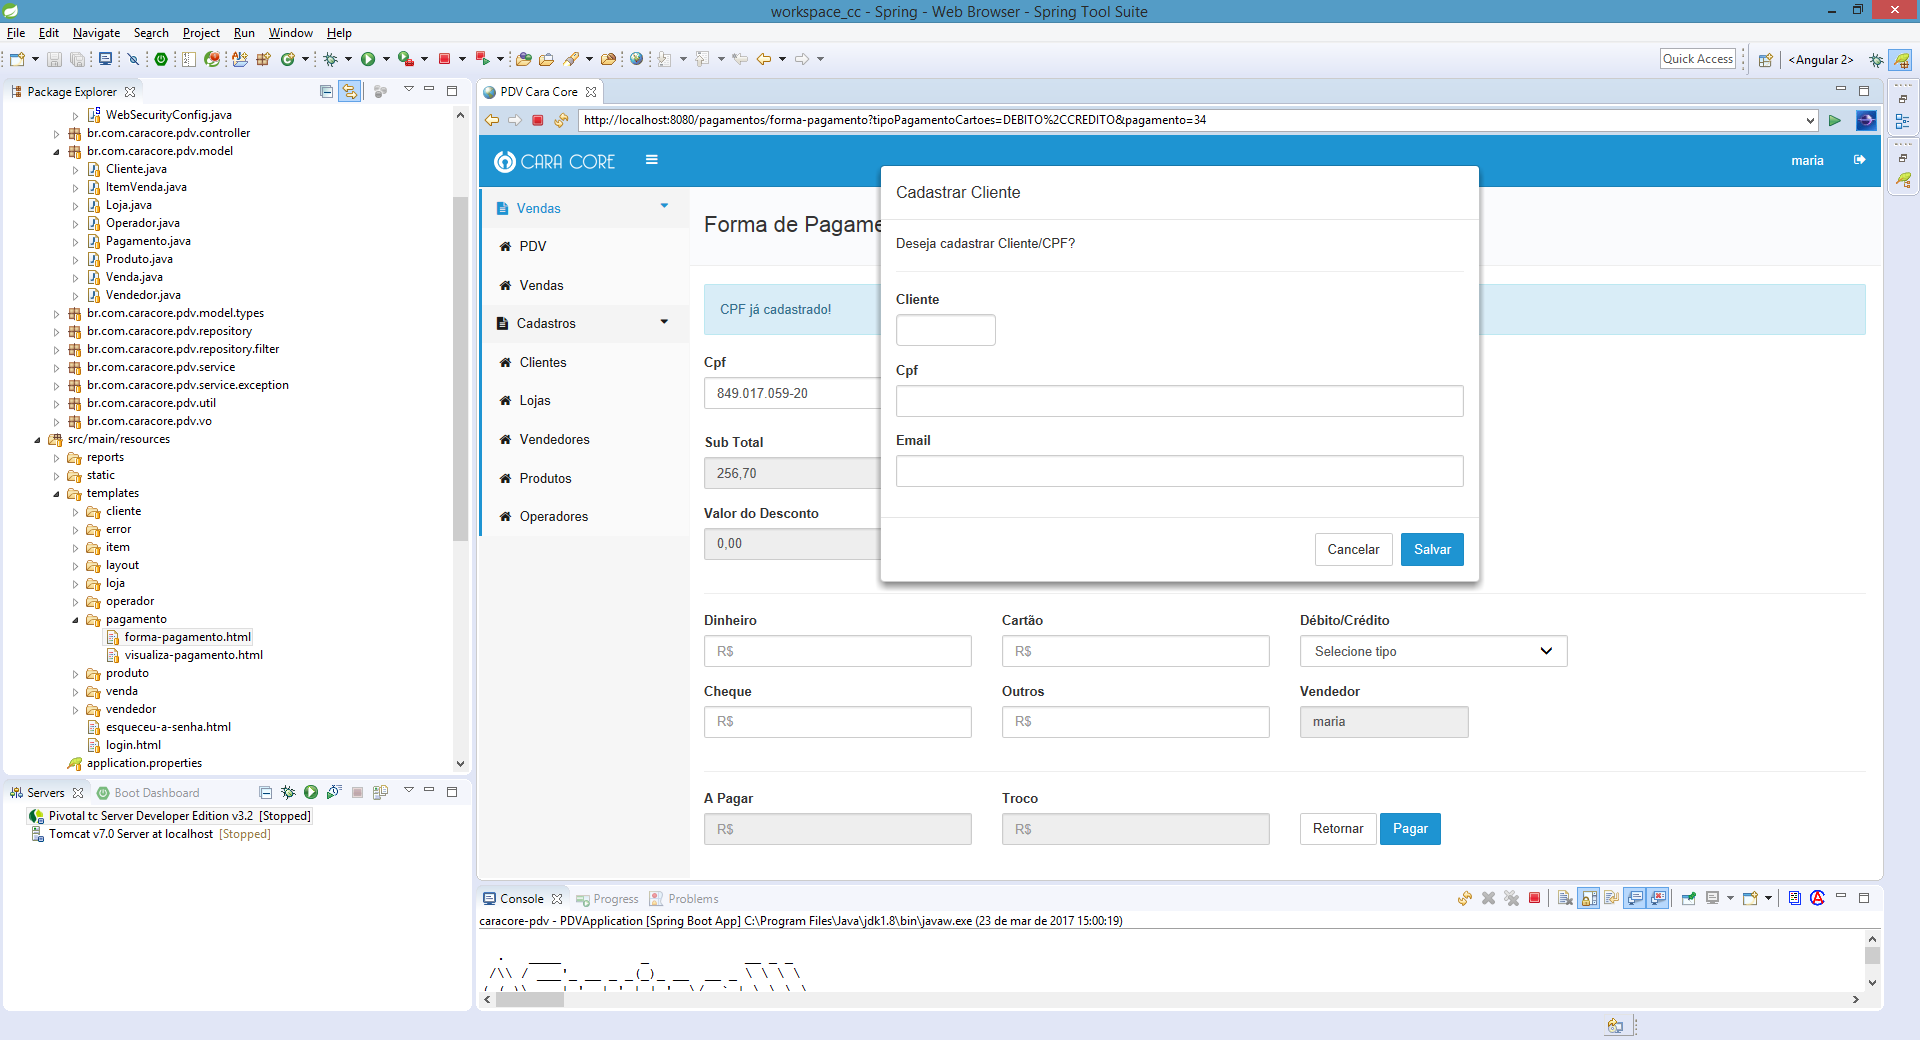 workspace_cc - Spring - Web Browser - Spring Tool Suite
File Edit Navigate Search Project Run Window Help
Quick Access
<Angular 2>
Package Explorer
WebSecurityConfig.java
br.com.caracore.pdv.controller
br.com.caracore.pdv.model
Cliente.java
ItemVenda.java
Loja.java
Operador.java
Pagamento.java
Produto.java
Venda.java
Vendedor.java
br.com.caracore.pdv.model.types
br.com.caracore.pdv.repository
br.com.caracore.pdv.repository.filter
br.com.caracore.pdv.service
br.com.caracore.pdv.service.exception
br.com.caracore.pdv.util
br.com.caracore.pdv.vo
src/main/resources
reports
static
templates
cliente
error
item
layout
loja
operador
pagamento
forma-pagamento.html
visualiza-pagamento.html
produto
venda
vendedor
esqueceu-a-senha.html
login.html
application.properties
Servers
Boot Dashboard
Pivotal tc Server Developer Edition v3.2 [Stopped]
Tomcat v7.0 Server at localhost [Stopped]
PDV Cara Core
http://localhost:8080/pagamentos/forma-pagamento?tipoPagamentoCartoes=DEBITO%2CCREDITO&pagamento=34
CARA CORE
maria
Vendas
PDV
Vendas
Cadastros
Clientes
Lojas
Vendedores
Produtos
Operadores
Forma de Pagame
CPF já cadastrado!
Cpf
849.017.059-20
Sub Total
256,70
Valor do Desconto
0,00
Cadastrar Cliente
Deseja cadastrar Cliente/CPF?
Cliente
Cpf
Email
Cancelar
Salvar
Dinheiro
Cartão
Débito/Crédito
R$
R$
Selecione tipo
Cheque
Outros
Vendedor
R$
R$
maria
A Pagar
Troco
R$
R$
Retornar
Pagar
Console
Progress
Problems
caracore-pdv - PDVApplication [Spring Boot App] C:\Program Files\Java\jdk1.8\bin\javaw.exe (23 de mar de 2017 15:00:19)